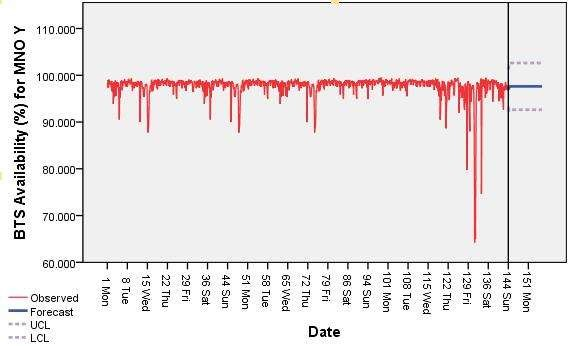 BTS Availability (%) for MNO Y
110.000
100.000
90.000
80.000
70.000
60.000
1 Mon
8 Tue
15 Wed
22 Thu
29 Fri
36 Sat
44 Sun
51 Mon
58 Tue
65 Wed
72 Thu
79 Fri
86 Sat
94 Sun
101 Mon
108 Tue
115 Wed
122 Thu
129 Fri
136 Sat
144 Sun
151 Mon
Date
Observed
Forecast
UCL
LCL